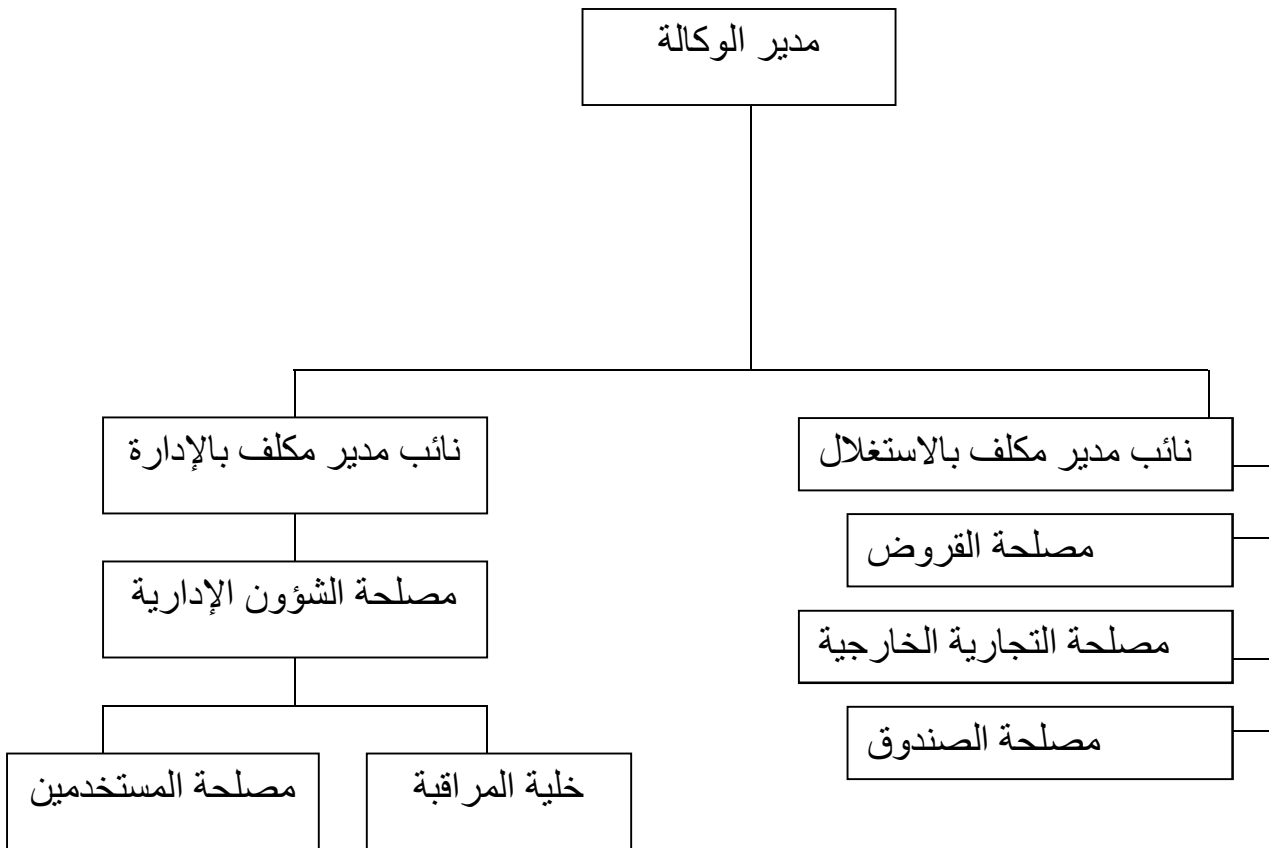 مدير الوكالة
نائب مدير مكلف بالاستغلال
نائب مدير مكلف بالإدارة
مصلحة القروض
مصلحة الشؤون الإدارية
مصلحة التجارية الخارجية
مصلحة الصندوق
خلية المراقبة
مصلحة المستخدمين